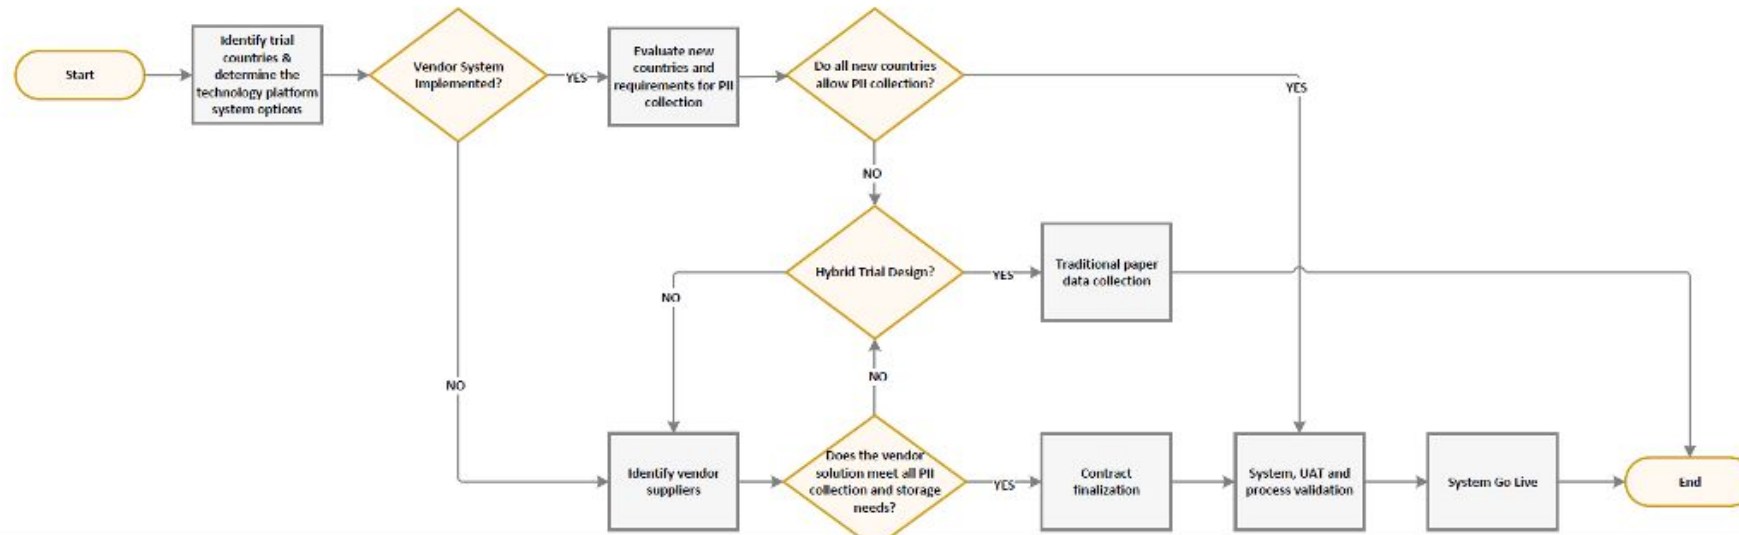 Start
Identify trial
countries &
determine the
technology platform
system options
Vendor System
Implemented?
YES
Evaluate new
countries and
requirements for PII
collection
Do all new countries
allow PII collection?
YES
NO
Hybrid Trial Design?
YES
Traditional paper
data collection
NO
NO
NO
Identify vendor
suppliers
Does the vendor
solution meet all PII
collection and storage
needs?
YES
Contract
finalization
System, UAT and
process validation
System Go Live
End